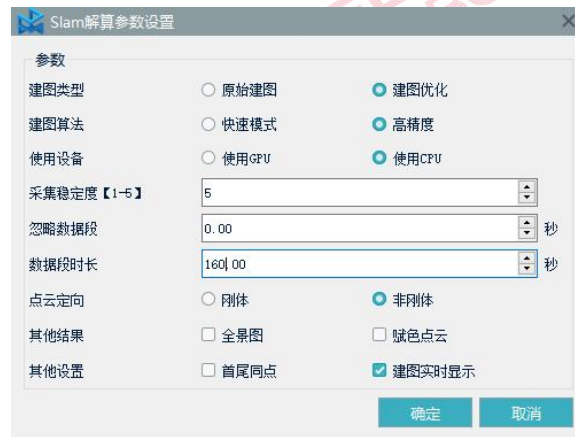 Slam解算参数设置
参数
建图类型 原始建图 建图优化
建图算法 快速模式 高精度
使用设备 使用GPU 使用CPU
采集稳定度【1-5】 5
忽略数据段 0.00 秒
数据段时长 160.00 秒
点云定向 刚体 非刚体
其他结果 全景图 赋色点云
其他设置 首尾同点 建图实时显示
确定 取消